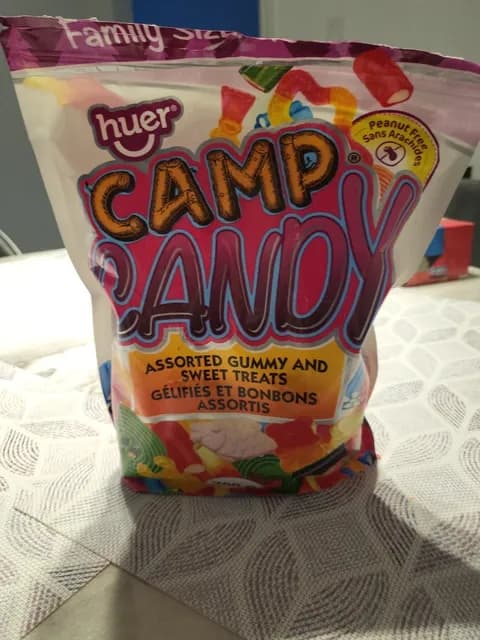 Family Size
huer®
Peanut Free
Sans Arachides
CAMP®
CANDY
ASSORTED GUMMY AND
SWEET TREATS
GÉLIFIÉS ET BONBONS
ASSORTIS